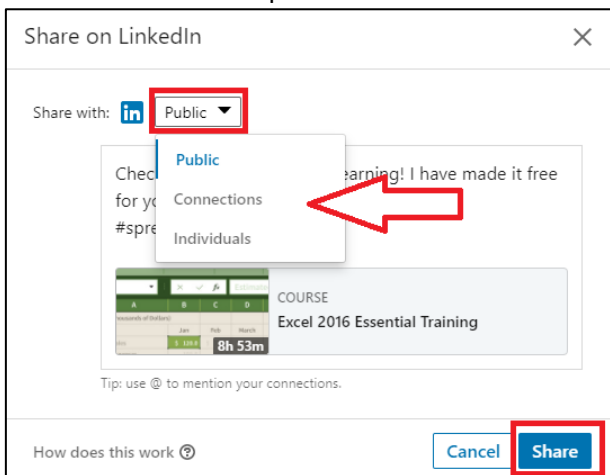 Share on LinkedIn
Share with: in Public
Public
Connections
Individuals
Chec earning! I have made it free
for yo
#spre
A B C D
Jan Feb March
8h 53m
COURSE
Excel 2016 Essential Training
Tip: use @ to mention your connections.
How does this work
Cancel Share